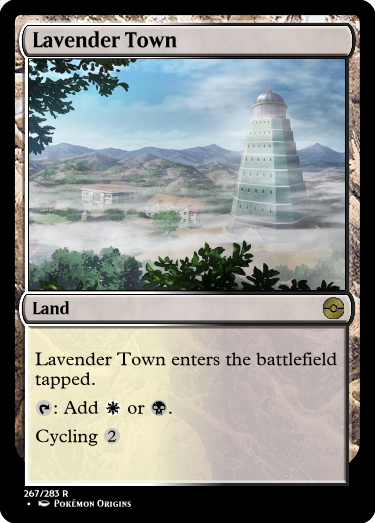 Lavender Town
Land
Lavender Town enters the battlefield
tapped.
: Add or .
Cycling 2
267/283 R
• Pokémon Origins